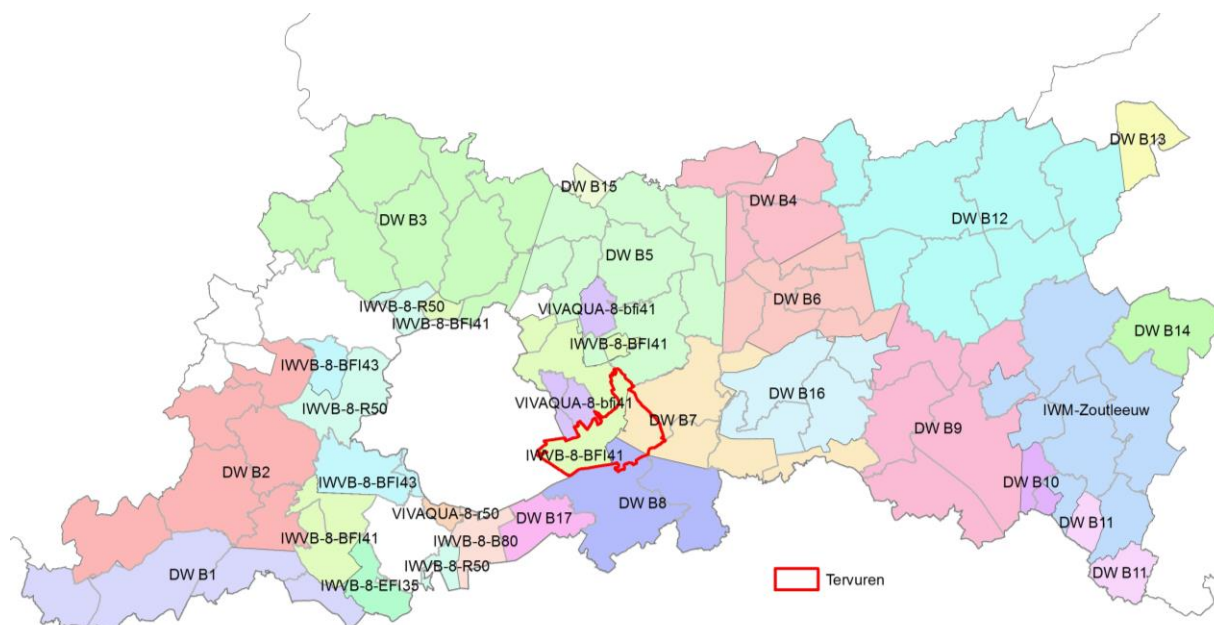 DW B13
DW B15
DW B4
DW B3
DW B12
DW B5
IWVB-8-R50
VIVAQUA-8-bfi41
DW B6
IWVB-8-BFI41
IWVB-8-BFI41
DW B14
IWVB-8-BFI43
VIVAQUA-8-bfi41
DW B16
IWVB-8-R50
IWM-Zoutleeuw
DW B7
DW B9
IWVB-8-BFI41
DW B2
DW B8
IWVB-8-BFI43
DW B10
VIVAQUA-8-r50
DW B17
DW B11
IWVB-8-BFI41
IWVB-8-B80
IWVB-8-R50
DW B1
DW B11
IWVB-8-EFI35
Tervuren